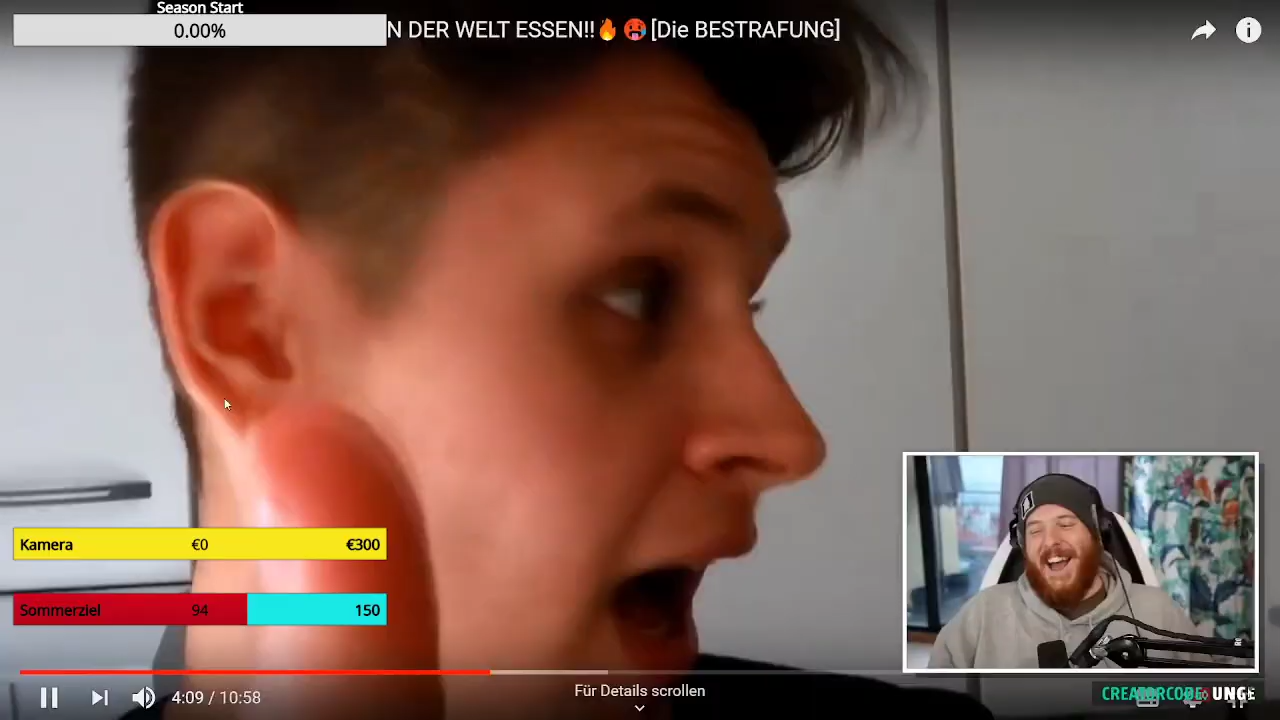 Season Start
0.00%
N DER WELT ESSEN!!🔥🥵 [Die BESTRAFUNG]
Kamera €0 €300
Sommerziel 94 150
4:09 / 10:58
Für Details scrollen
CREATORCODE: UNGE